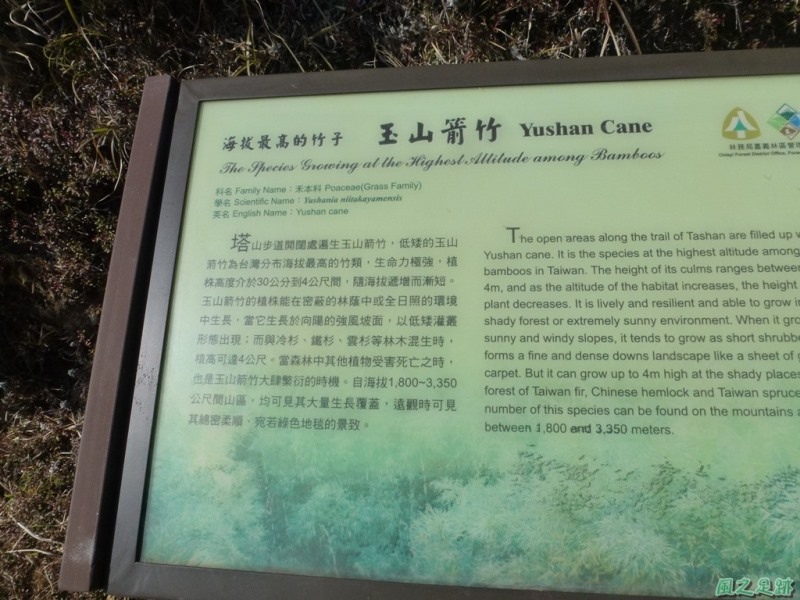 海拔最高的竹子 玉山箭竹 Yushan Cane
The Species Growing at the Highest Altitude among Bamboos
林務局嘉義林區管理
Chiayi Forest District Office, Fore
科名 Family Name：禾本科 Poaceae(Grass Family)
學名 Scientific Name：Yushania niitakayamensis
英名 English Name：Yushan cane
塔山步道開闊處遍生玉山箭竹，低矮的玉山
箭竹為台灣分布海拔最高的竹類，生命力極強，植
株高度介於30公分到4公尺間，隨海拔遞增而漸短。
玉山箭竹的植株能在密蔽的林蔭中或全日照的環境
中生長，當它生長於向陽的強風坡面，以低矮灌叢
形態出現；而與冷杉、鐵杉、雲杉等林木混生時，
植高可達4公尺。當森林中其他植物受害死亡之時，
也是玉山箭竹大肆繁衍的時機。自海拔1,800~3,350
公尺間山區，均可見其大量生長覆蓋，遠觀時可見
其綿密柔順，宛若綠色地毯的景致。
The open areas along the trail of Tashan are filled up w
Yushan cane. It is the species at the highest altitude among
bamboos in Taiwan. The height of its culms ranges between
4m, and as the altitude of the habitat increases, the height
plant decreases. It is lively and resilient and able to grow in
shady forest or extremely sunny environment. When it gro
sunny and windy slopes, it tends to grow as short shrubbe
forms a fine and dense downs landscape like a sheet of g
carpet. But it can grow up to 4m high at the shady places
forest of Taiwan fir, Chinese hemlock and Taiwan spruce
number of this species can be found on the mountains a
between 1,800 and 3,350 meters.
風之足跡